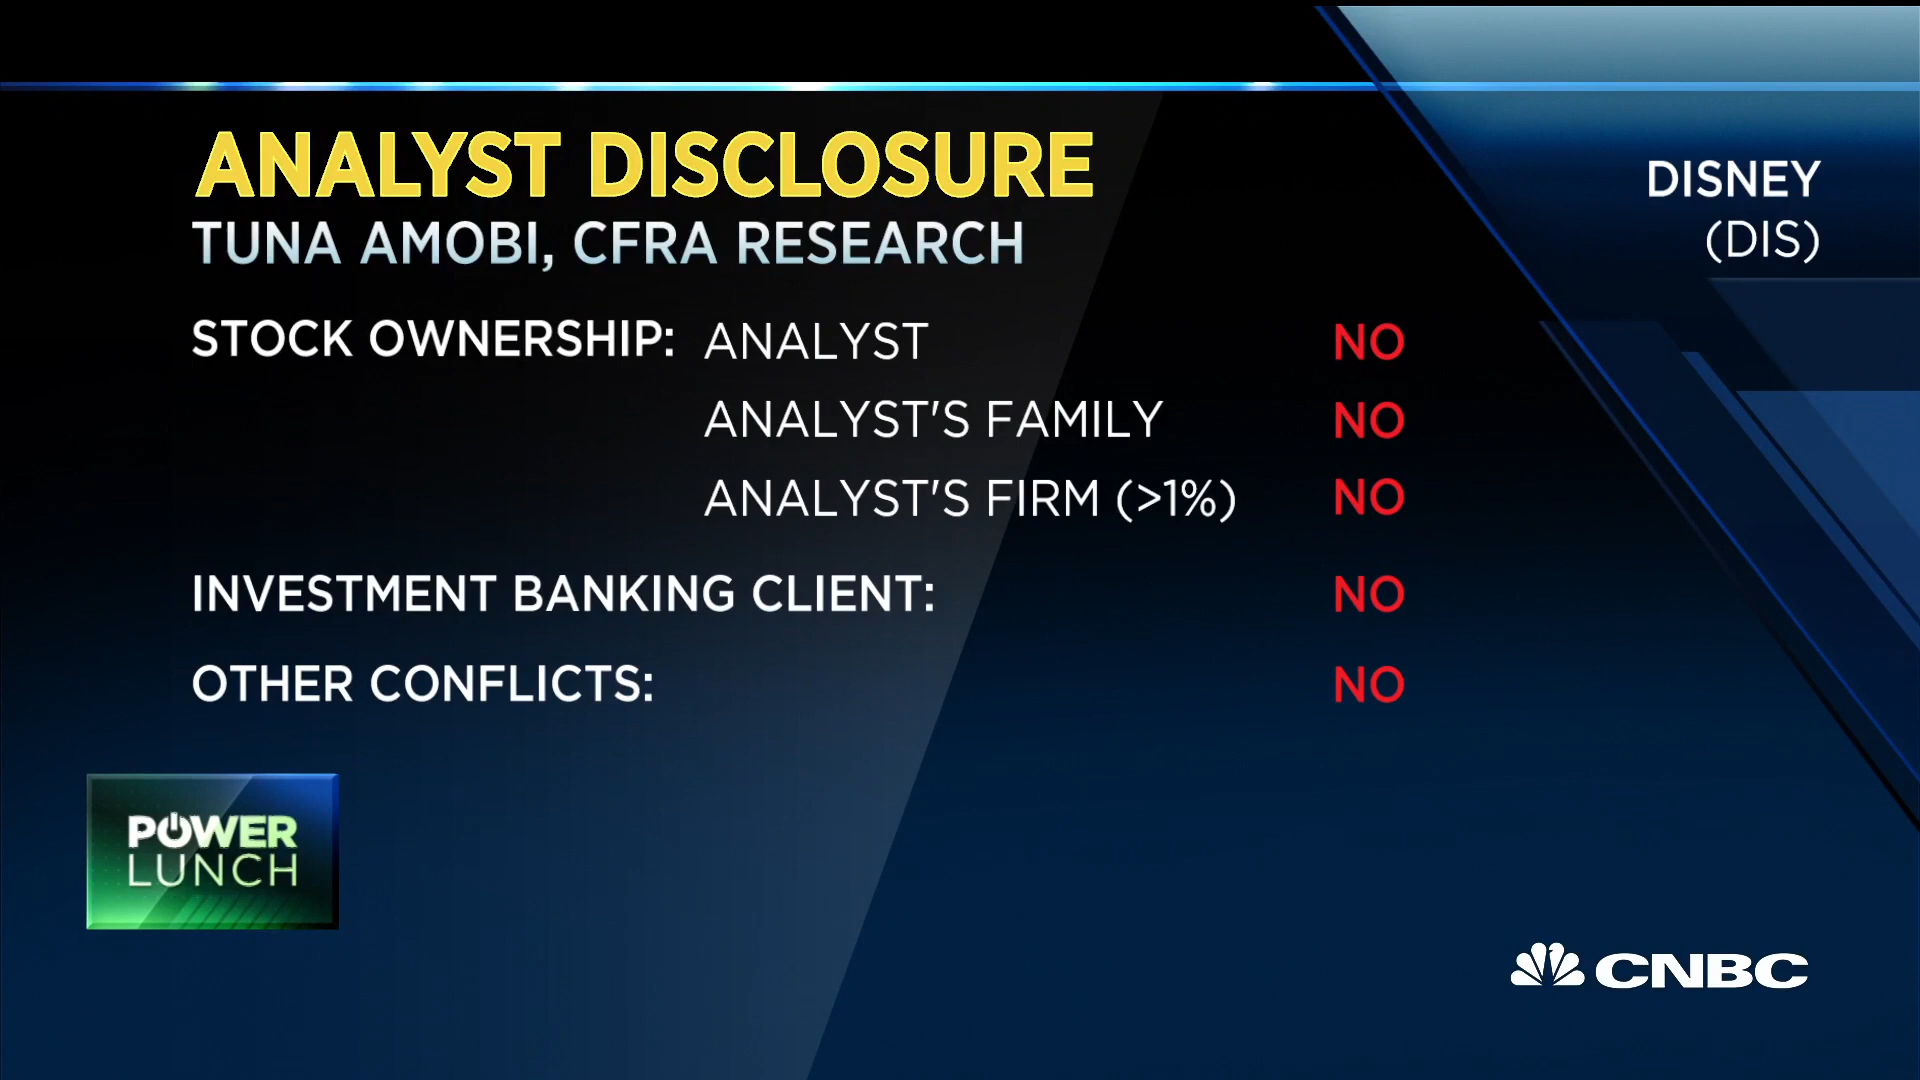 ANALYST DISCLOSURE
TUNA AMOBI, CFRA RESEARCH
DISNEY
(DIS)
STOCK OWNERSHIP: ANALYST NO
ANALYST'S FAMILY NO
ANALYST'S FIRM (>1%) NO
INVESTMENT BANKING CLIENT: NO
OTHER CONFLICTS: NO
POWER
LUNCH
CNBC